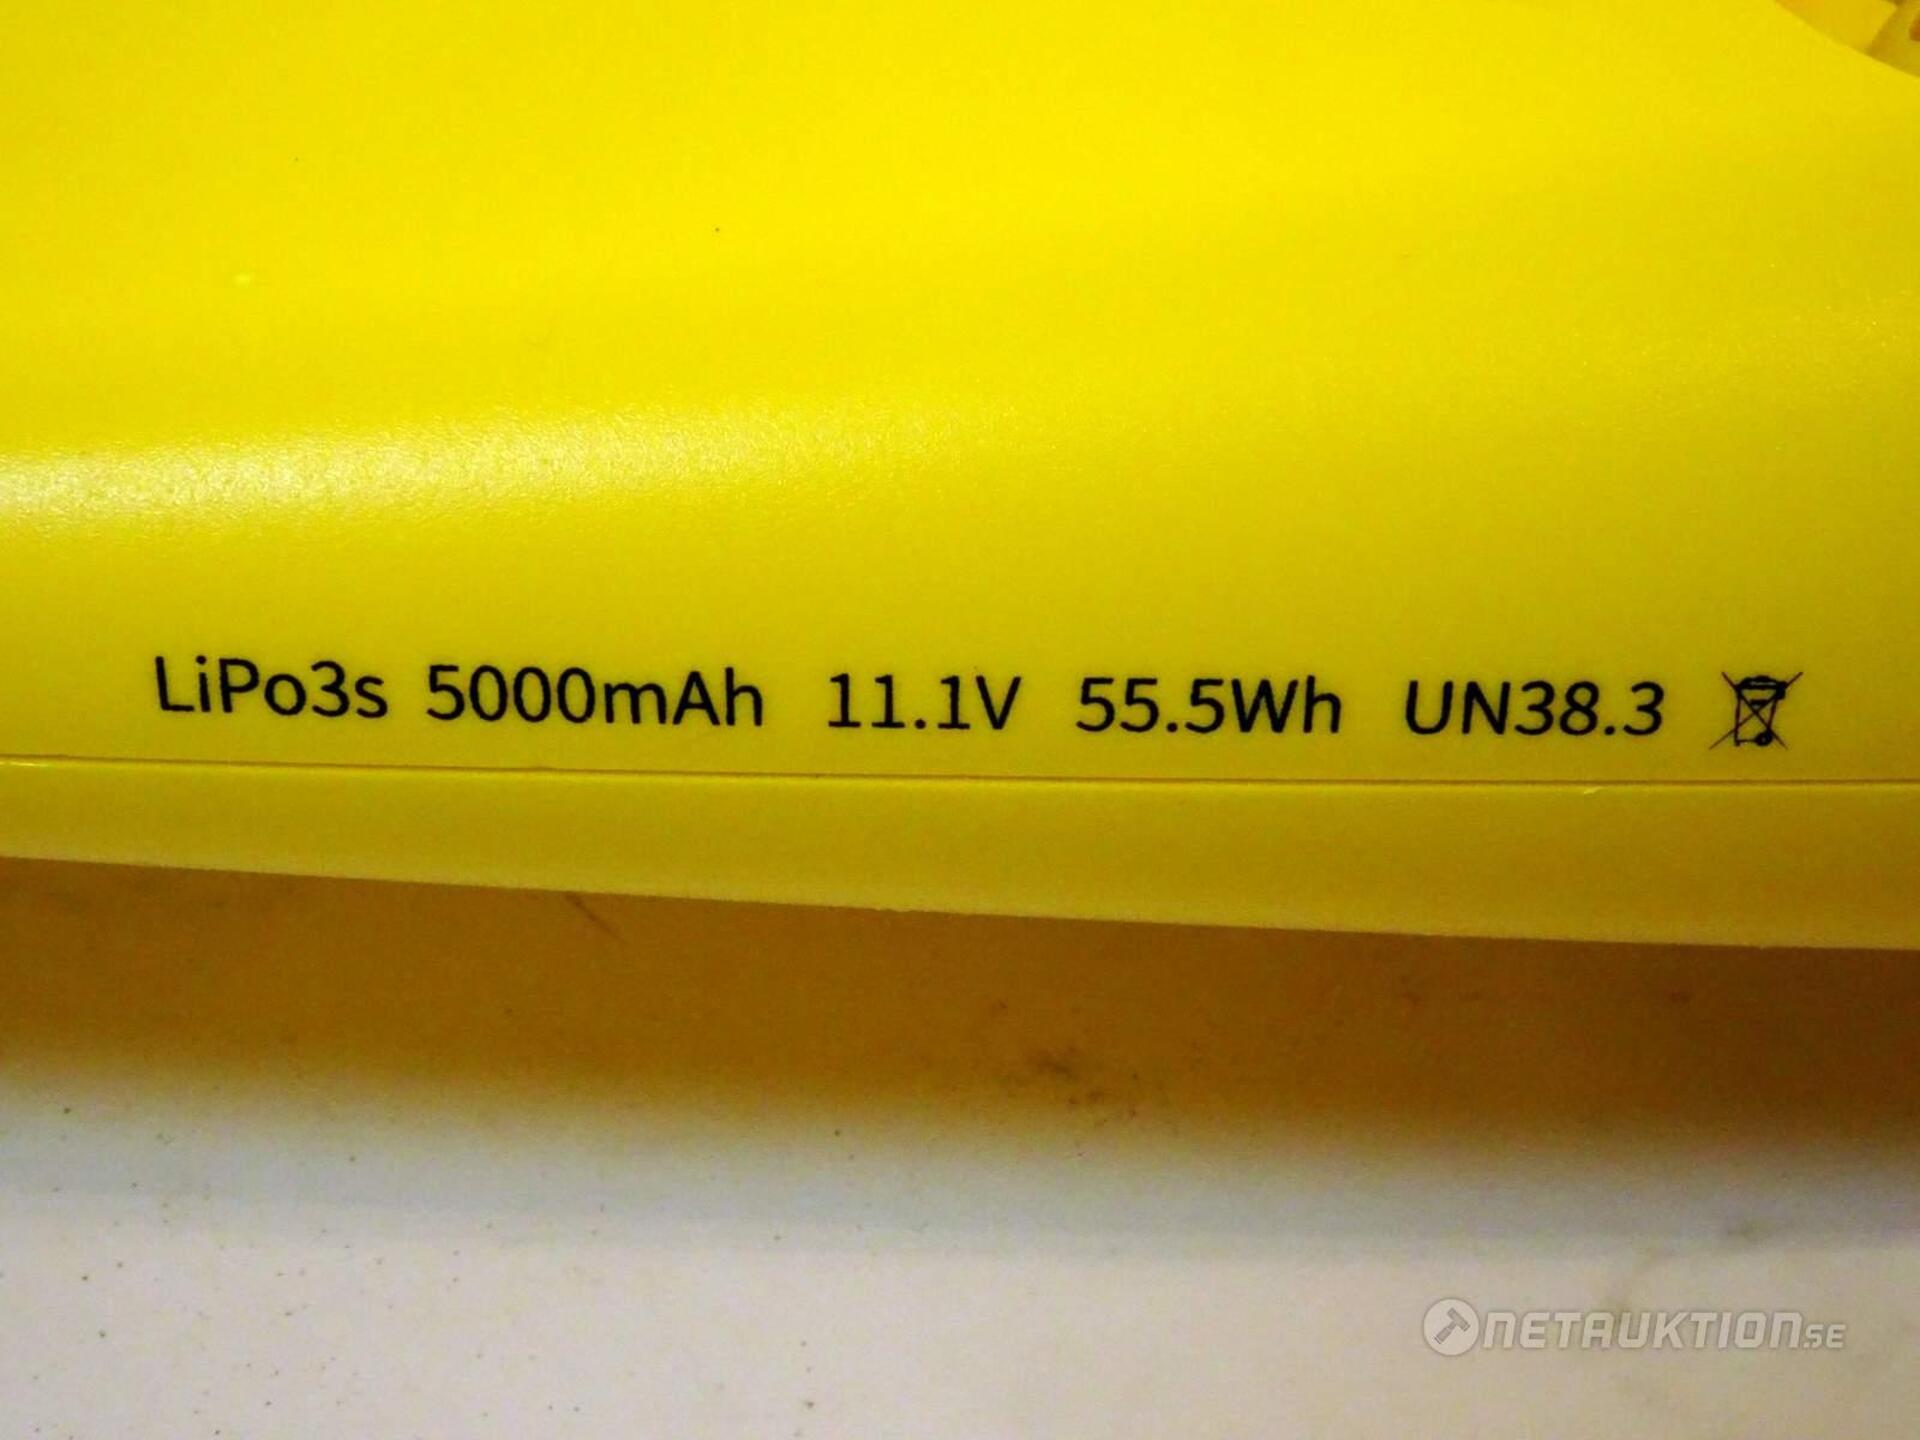 LiPo3s 5000mAh 11.1V 55.5Wh UN38.3
NETAUKTION.SE